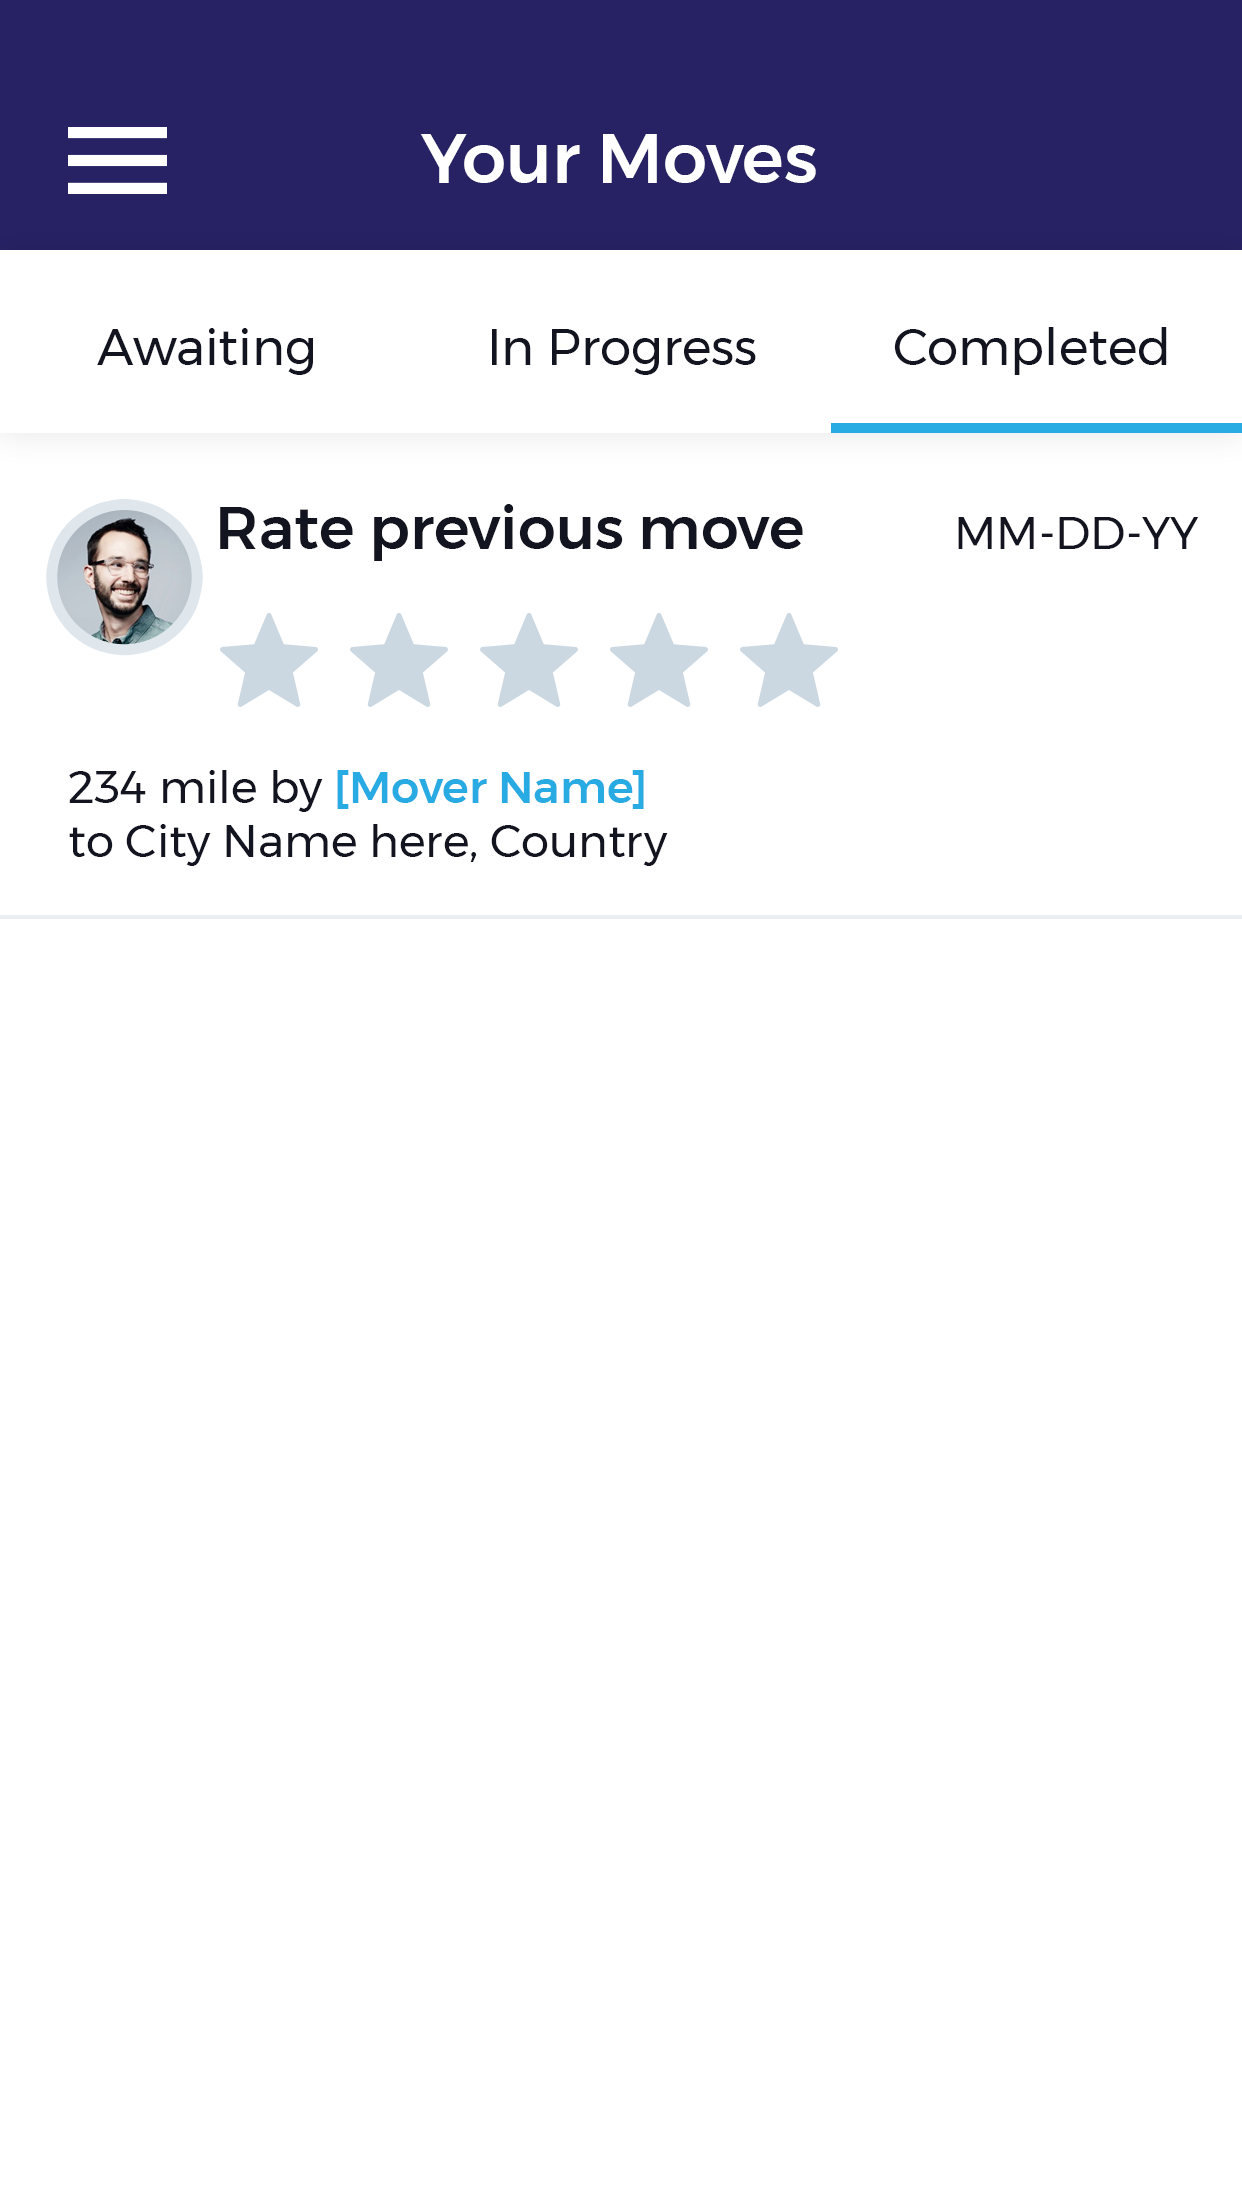 Your Moves
Awaiting
In Progress
Completed
Rate previous move
MM-DD-YY
234 mile by [Mover Name]
to City Name here, Country